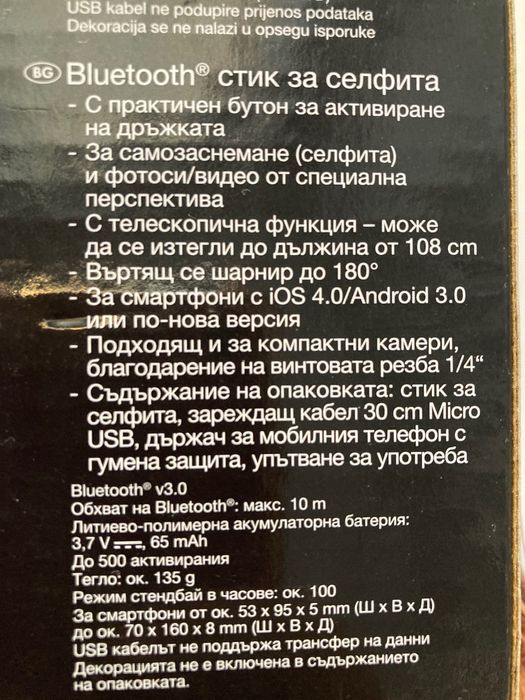 USB kabel ne podupire prijenos podataka
Dekoracija se ne nalazi u opsegu isporuke
BG Bluetooth® стик за селфита
- С практичен бутон за активиране
на дръжката
- За самозаснемане (селфита)
и фотоси/видео от специална
перспектива
- С телескопична функция – може
да се изтегли до дължина от 108 cm
- Въртящ се шарнир до 180°
- За смартфони с iOS 4.0/Android 3.0
или по-нова версия
- Подходящ и за компактни камери,
благодарение на винтовата резба 1/4“
- Съдържание на опаковката: стик за
селфита, зареждащ кабел 30 cm Micro
USB, държач за мобилния телефон с
гумена защита, упътване за употреба
Bluetooth® v3.0
Обхват на Bluetooth®: макс. 10 m
Литиево-полимерна акумулаторна батерия:
3,7 V⎓, 65 mAh
До 500 активирания
Тегло: ок. 135 g
Режим стендбай в часове: ок. 100
За смартфони от ок. 53 x 95 x 5 mm (Ш x В x Д)
до ок. 70 x 160 x 8 mm (Ш x В x Д)
USB кабелът не поддържа трансфер на данни
Декорацията не е включена в съдържанието
на опаковката.